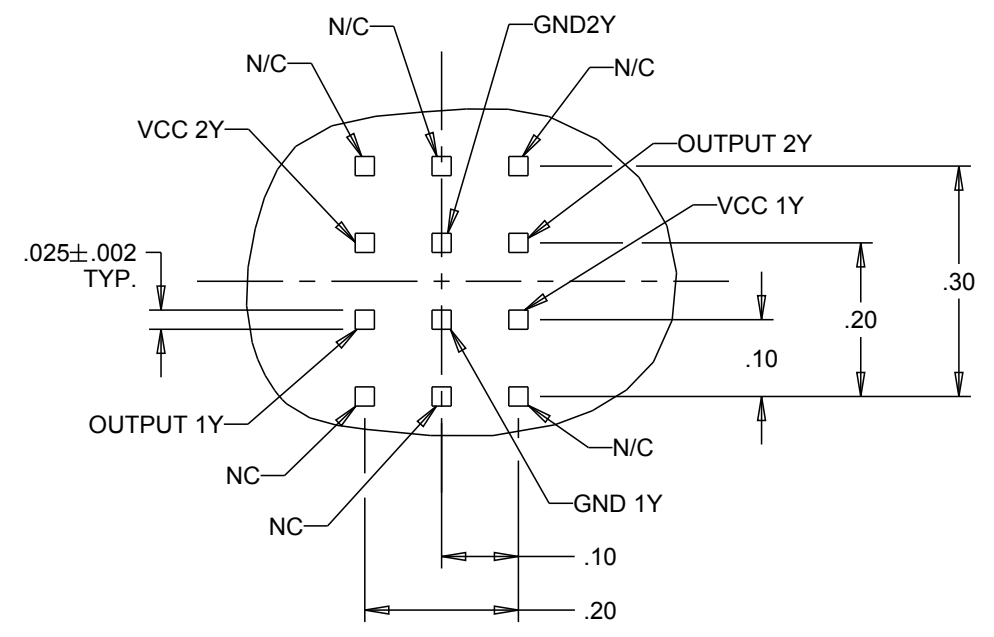 N/C
GND2Y
N/C
N/C
VCC 2Y
OUTPUT 2Y
VCC 1Y
.025±.002
TYP.
.30
.20
.10
OUTPUT 1Y
N/C
NC
GND 1Y
NC
.10
.20